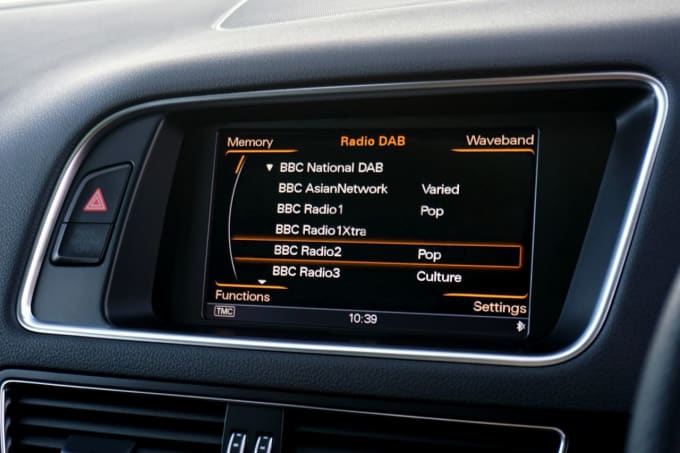 Memory Radio DAB Waveband
BBC National DAB
BBC AsianNetwork Varied
BBC Radio1 Pop
BBC Radio1Xtra
BBC Radio2 Pop
BBC Radio3 Culture
Functions Settings
TMC 10:39